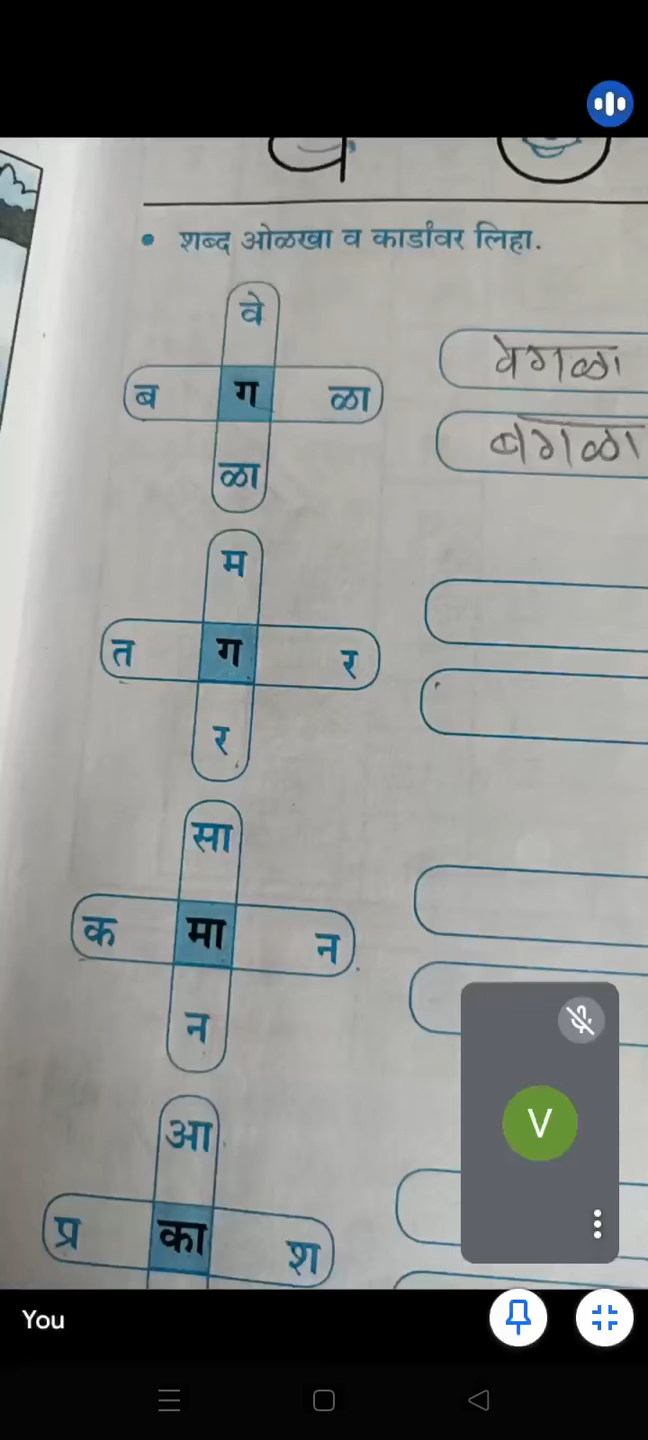 शब्द ओळखा व कार्डांवर लिहा.
वे
ब ग ळा
ळा
वेगळा
बगळा
म
त ग र
र
सा
क मा न
न
V
आ
प्र का श
You